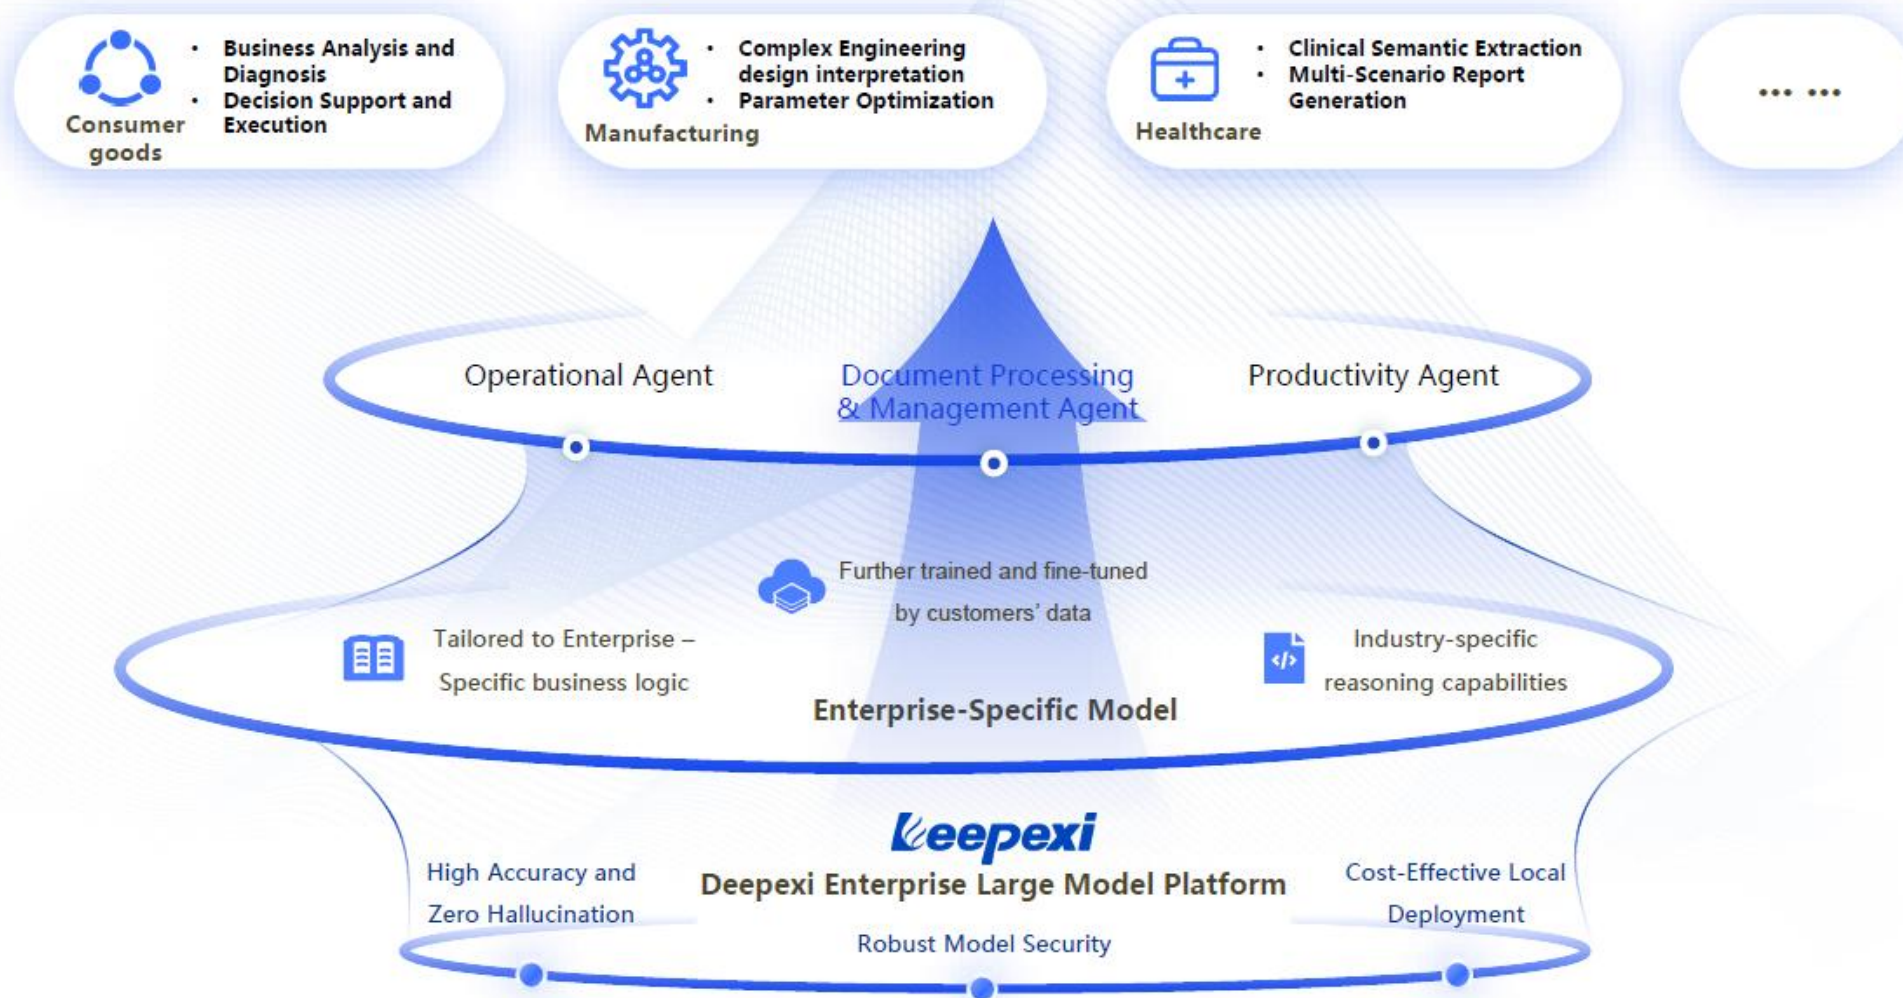 • Business Analysis and
Diagnosis
• Decision Support and
Execution
Consumer
goods
• Complex Engineering
design interpretation
• Parameter Optimization
Manufacturing
• Clinical Semantic Extraction
• Multi-Scenario Report
Generation
Healthcare
... ...
Operational Agent
Document Processing
& Management Agent
Productivity Agent
Further trained and fine-tuned
by customers’ data
Tailored to Enterprise –
Specific business logic
</>
Industry-specific
reasoning capabilities
Enterprise-Specific Model
Deepexi
Deepexi Enterprise Large Model Platform
High Accuracy and
Zero Hallucination
Robust Model Security
Cost-Effective Local
Deployment